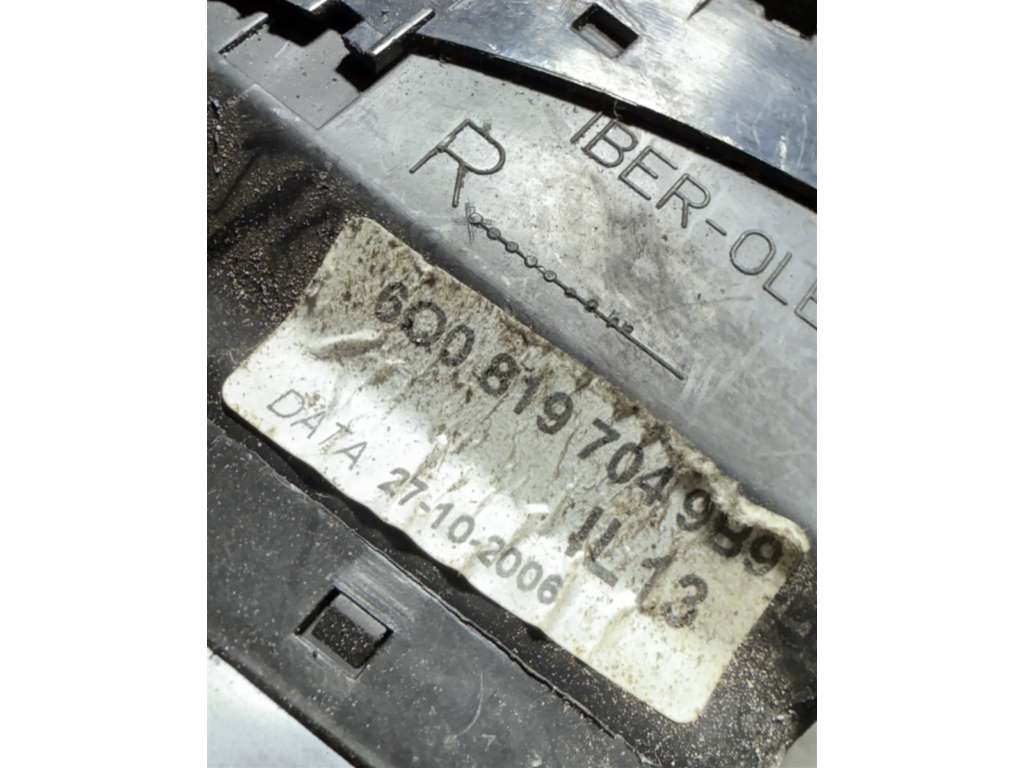 IBER-OLE
R
6Q0 819 704 9B9
IL 13
DATA 27-10-2006